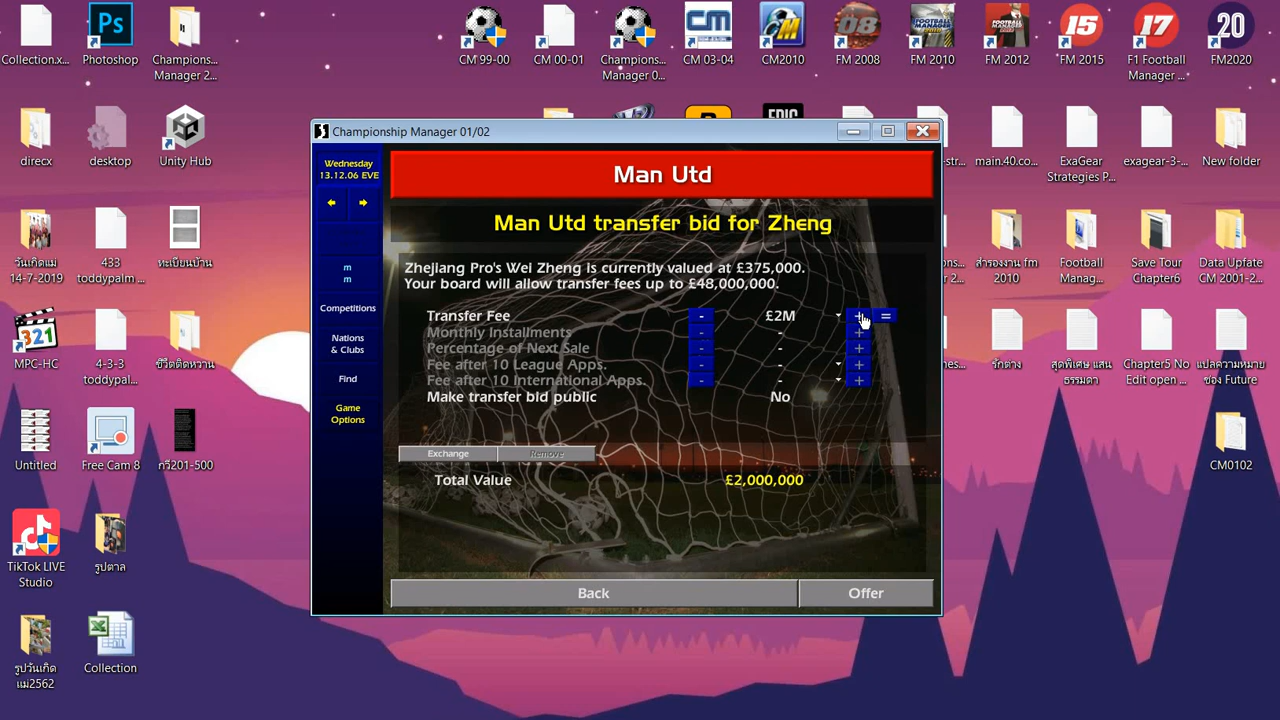 Collection.x...
Photoshop
Champions...
Manager 2...
CM 99-00
CM 00-01
Champions...
Manager 0...
CM 03-04
CM2010
FM 2008
FM 2010
FM 2012
FM 2015
F1 Football
Manager ...
FM2020
direcx
desktop
Unity Hub
main.40.co...
ExaGear
Strategies P...
exagear-3-...
New folder
วันเกิดแม่
14-7-2019
433
toddypalm ...
ทะเบียนบ้าน
Football
Manag...
สำรองงาน fm
2010
Save Tour
Chapter6
Data Update
CM 2001-2...
MPC-HC
4-3-3
toddypal...
ชีวิตติดหวาน
รักต่าง
สุดพิเศษ แสน
ธรรมดา
Chapter5 No
Edit open ...
แปลความหมาย
ของ Future
Untitled
Free Cam 8
กวี201-500
CM0102
TikTok LIVE
Studio
รูปตาล
รูปวันเกิด
แม่2562
Collection
Championship Manager 01/02
Wednesday
13.12.06 EVE
m
m
Competitions
Nations
& Clubs
Find
Game
Options
Man Utd
Man Utd transfer bid for Zheng
Zhejiang Pro's Wei Zheng is currently valued at £375,000.
Your board will allow transfer fees up to £48,000,000.
Transfer Fee - £2M + =
Monthly Installments - - +
Percentage of Next Sale - - +
Fee after 10 League Apps. - - +
Fee after 10 International Apps. - - +
Make transfer bid public No
Exchange Remove
Total Value £2,000,000
Back Offer